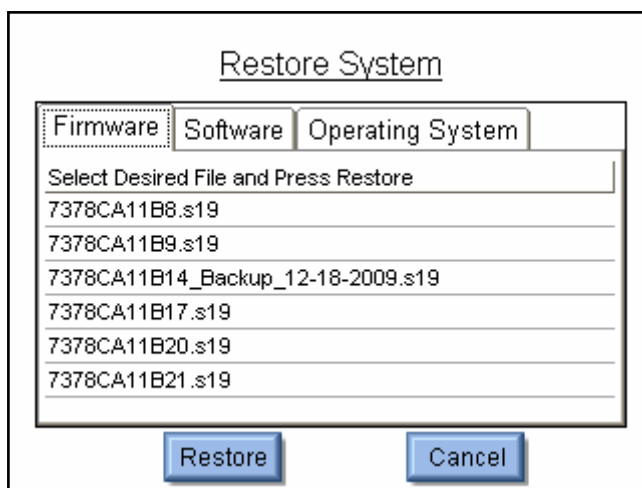 Restore System
Firmware Software Operating System
Select Desired File and Press Restore
7378CA11B8.s19
7378CA11B9.s19
7378CA11B14_Backup_12-18-2009.s19
7378CA11B17.s19
7378CA11B20.s19
7378CA11B21.s19
Restore Cancel